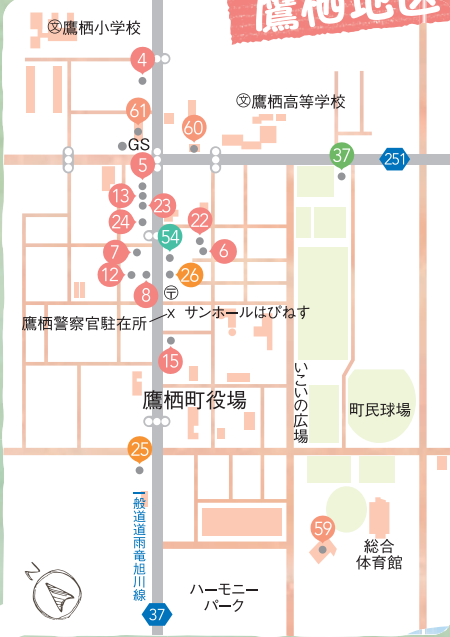 鷹栖地区
文鷹栖小学校
4
61
文鷹栖高等学校
60
GS
5
37
251
13
23
24
22
54
7
6
12
26
8
〒
鷹栖警察官駐在所
x サンホールはぴねす
15
いこいの広場
鷹栖町役場
町民球場
25
一般道道雨竜旭川線
59
総合
体育館
N
ハーモニー
パーク
37